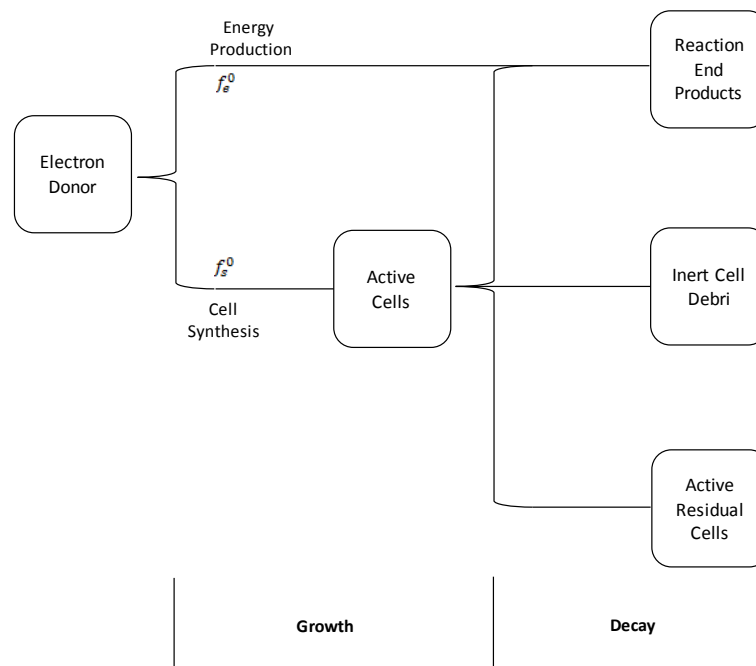 Energy
Production
f_e^0
Reaction
End
Products
Electron
Donor
f_s^0
Cell
Synthesis
Active
Cells
Inert Cell
Debri
Active
Residual
Cells
Growth
Decay